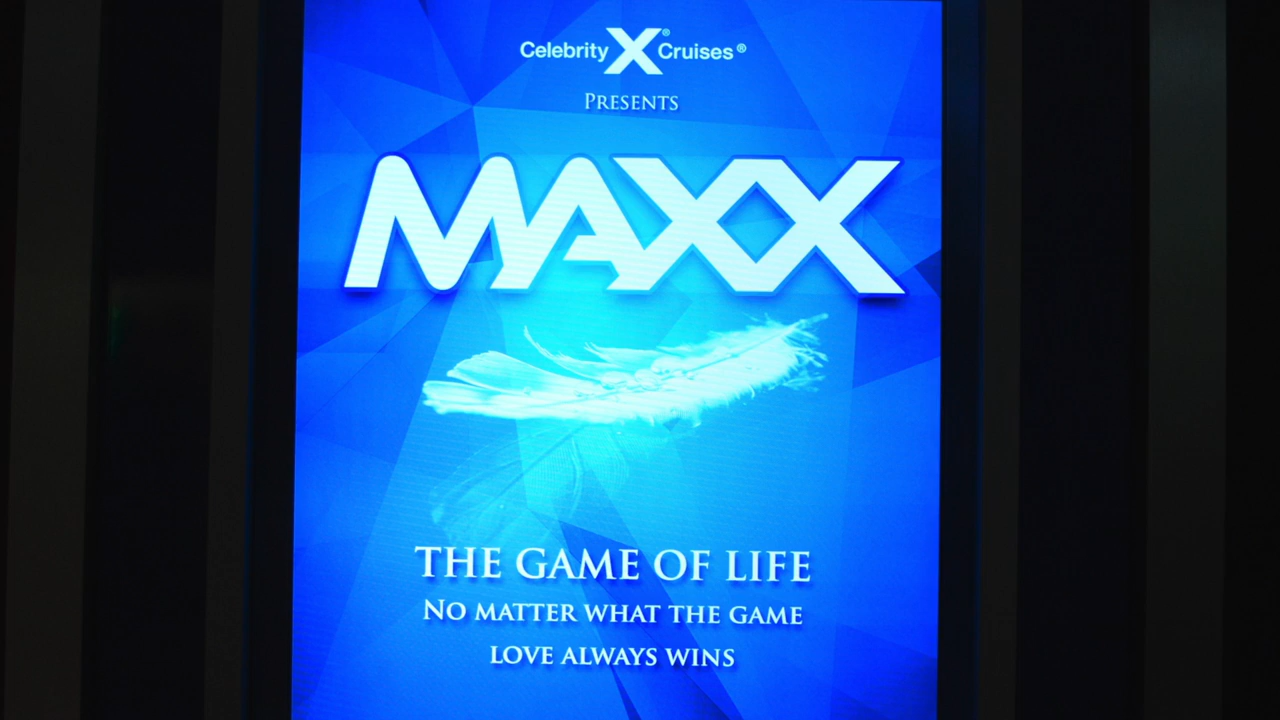 Celebrity X® Cruises®
PRESENTS
MAXX
THE GAME OF LIFE
NO MATTER WHAT THE GAME
LOVE ALWAYS WINS